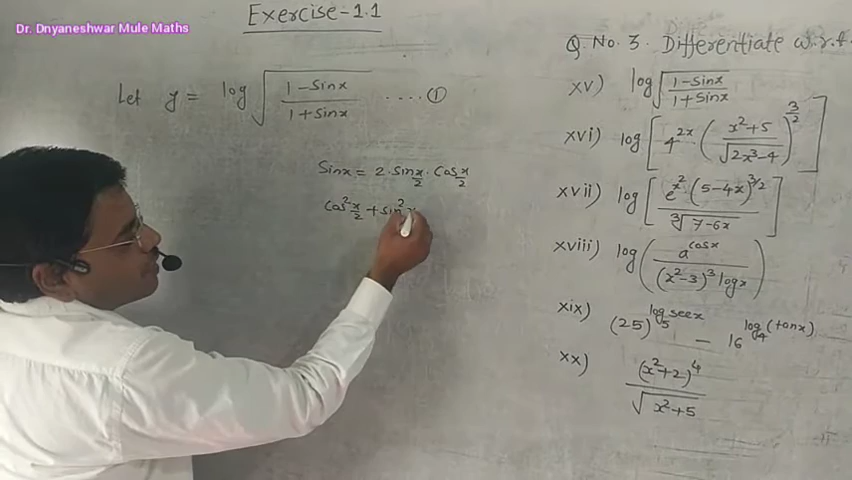 Dr. Dnyaneshwar Mule Maths
Exercise-1.1
Let y = log √((1-Sinx)/(1+Sinx)) .... ①
Sinx = 2·Sin x/2 · Cos x/2
Cos² x/2 + Sin² x
Q. No. 3. Differentiate w.r.t.
xv) log √((1-Sinx)/(1+Sinx))
xvi) log [4^2x (x²+5)/(√(2x³-4))^3/2]
xvii) log [e^x² · (5-4x)^3/2 / ∛(7-6x)]
xviii) log (a^cosx / (x²-3)³ logx)
xix) (25)^log₅ secx - 16^log₄(tanx)
xx) (x²+2)⁴ / √(x²+5)